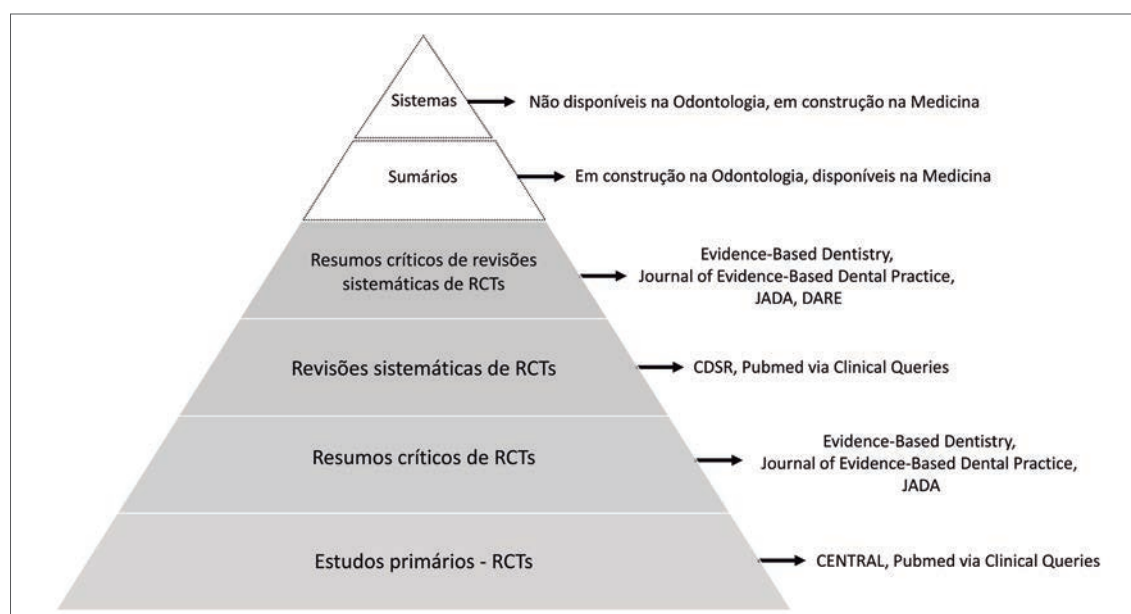 Sistemas
Não disponíveis na Odontologia, em construção na Medicina
Sumários
Em construção na Odontologia, disponíveis na Medicina
Resumos críticos de revisões
sistemáticas de RCTs
Evidence-Based Dentistry,
Journal of Evidence-Based Dental Practice,
JADA, DARE
Revisões sistemáticas de RCTs
CDSR, Pubmed via Clinical Queries
Resumos críticos de RCTs
Evidence-Based Dentistry,
Journal of Evidence-Based Dental Practice,
JADA
Estudos primários - RCTs
CENTRAL, Pubmed via Clinical Queries